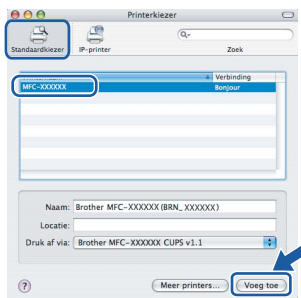 Printerkiezer
Q-
Standaardkiezer IP-printer Zoek
Verbinding
MFC-XXXXXX Bonjour
Naam: Brother MFC-XXXXXX (BRN_XXXXXX)
Locatie:
Druk af via: Brother MFC-XXXXXX CUPS v1.1
? Meer printers... Voeg toe